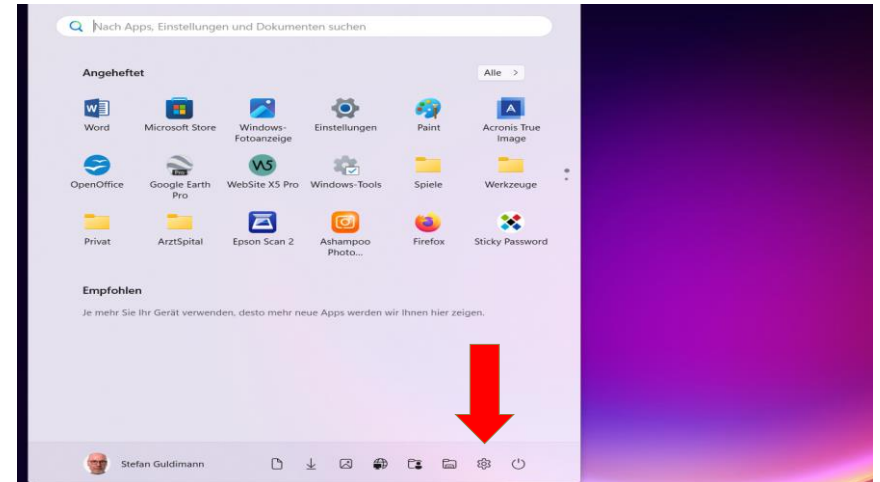 Nach Apps, Einstellungen und Dokumenten suchen
Angeheftet
Alle >
Word
Microsoft Store
Windows-
Fotoanzeige
Einstellungen
Paint
Acronis True
Image
OpenOffice
Google Earth
Pro
WebSite X5 Pro
Windows-Tools
Spiele
Werkzeuge
Privat
ArztSpital
Epson Scan 2
Ashampoo
Photo...
Firefox
Sticky Password
Empfohlen
Je mehr Sie Ihr Gerät verwenden, desto mehr neue Apps werden wir Ihnen hier zeigen.
Stefan Guldimann